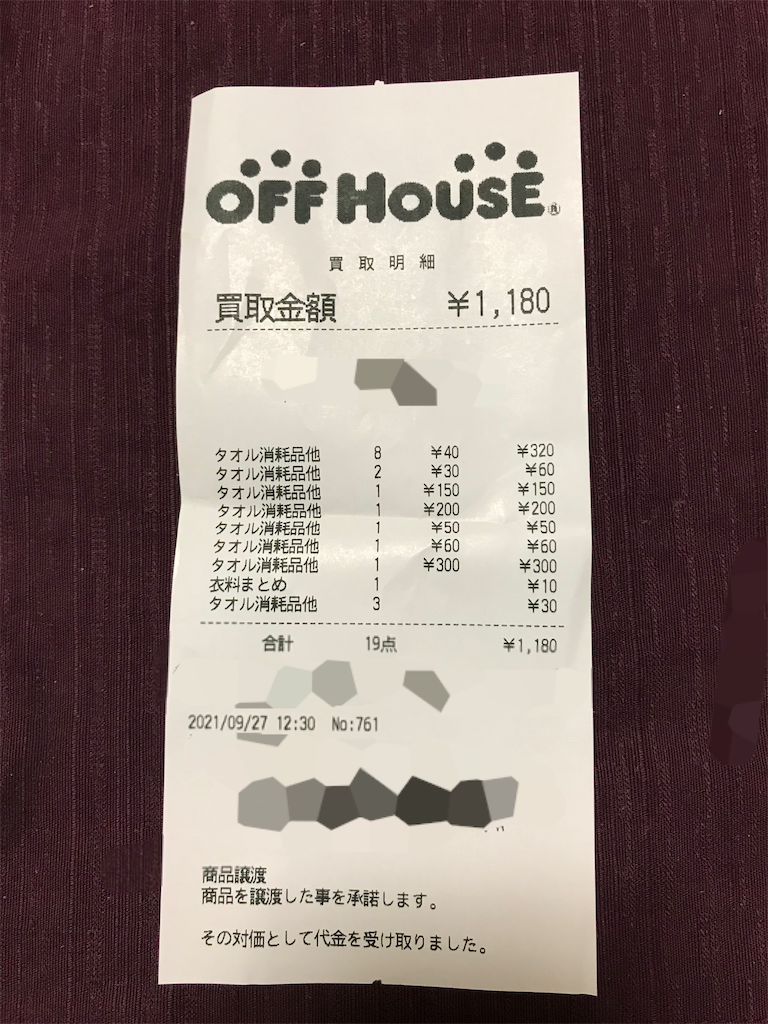 OFF HOUSE®
買取明細
買取金額 ¥1,180
タオル消耗品他 8 ¥40 ¥320
タオル消耗品他 2 ¥30 ¥60
タオル消耗品他 1 ¥150 ¥150
タオル消耗品他 1 ¥200 ¥200
タオル消耗品他 1 ¥50 ¥50
タオル消耗品他 1 ¥60 ¥60
タオル消耗品他 1 ¥300 ¥300
衣料まとめ 1 ¥10
タオル消耗品他 3 ¥30
合計 19点 ¥1,180
2021/09/27 12:30 No:761
商品譲渡
商品を譲渡した事を承諾します。
その対価として代金を受け取りました。